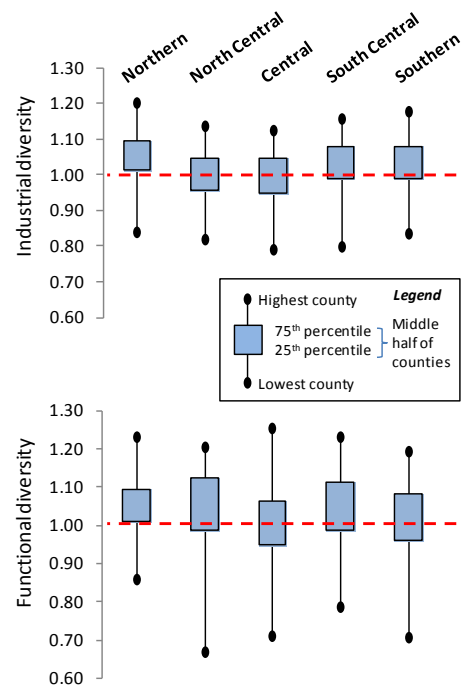 Northern
North Central
Central
South Central
Southern
Industrial diversity
1.30
1.20
1.10
1.00
0.90
0.80
0.70
0.60
Legend
Highest county
75th percentile
25th percentile
Middle
half of
counties
Lowest county
Functional diversity
1.30
1.20
1.10
1.00
0.90
0.80
0.70
0.60